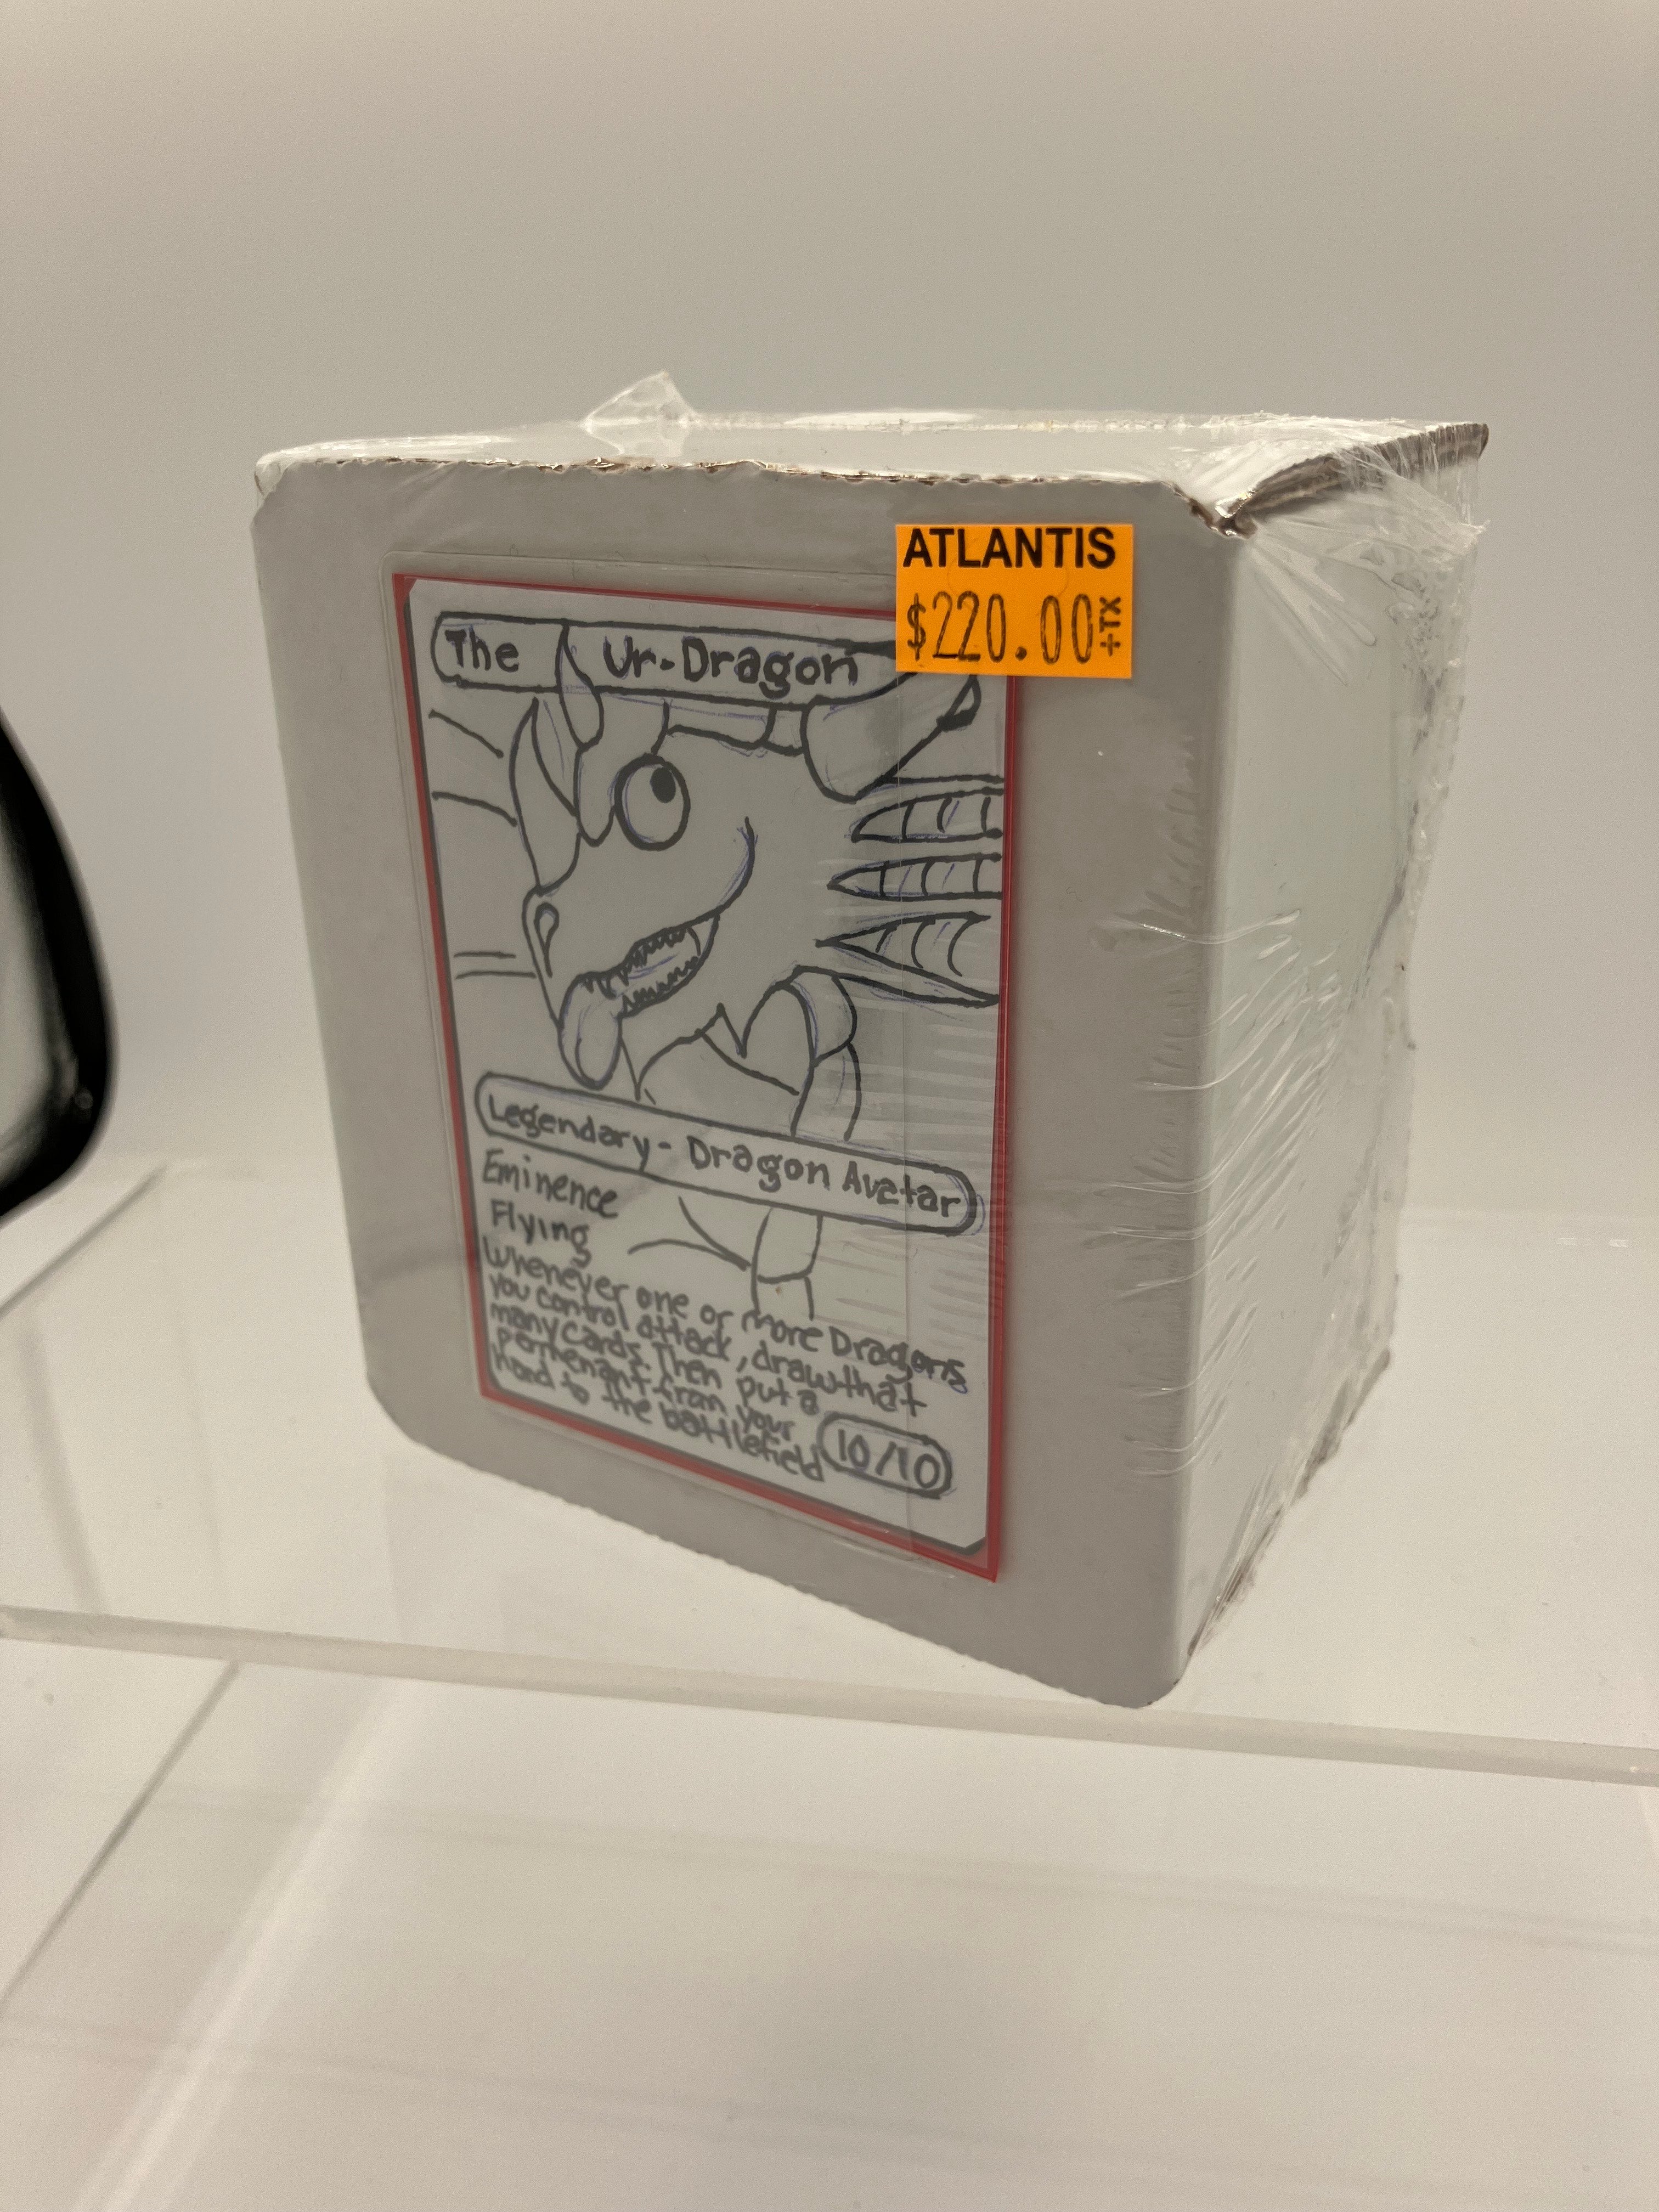 ATLANTIS
$220.00+TX
The Ur-Dragon
Legendary - Dragon Avatar
Eminence
Flying
Whenever one or more Dragons
you control attack, draw that
many cards. Then put a
permenant from your
hand to the battlefield
10/10